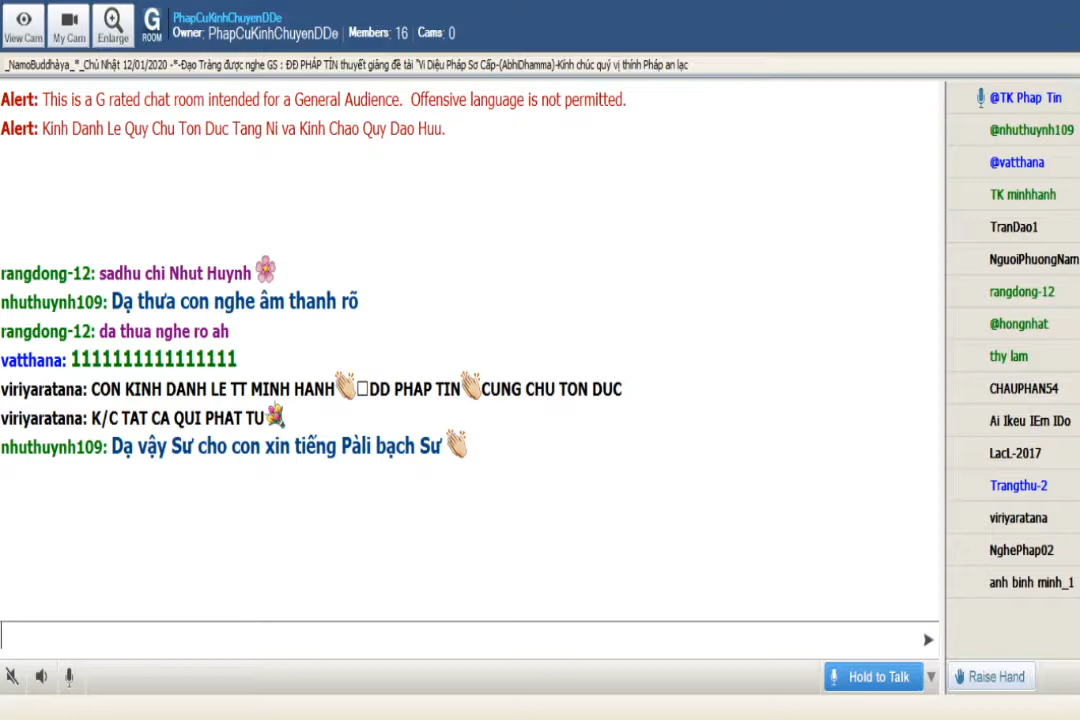 View Cam
My Cam
Enlarge
G
ROOM
PhapCuKinhChuyenDDe
Owner: PhapCuKinhChuyenDDe Members: 16 Cams: 0
_NamoBuddhàya_*_Chủ Nhật 12/01/2020 -*-Đạo Tràng được nghe GS : ĐĐ PHÁP TÍN thuyết giảng đề tài "Vi Diệu Pháp Sơ Cấp-(AbhiDhamma)-Kính chúc quý vị thính Pháp an lạc
Alert: This is a G rated chat room intended for a General Audience. Offensive language is not permitted.
Alert: Kinh Danh Le Quy Chu Ton Duc Tang Ni va Kinh Chao Quy Dao Huu.
rangdong-12: sadhu chi Nhut Huynh
nhuthuynh109: Dạ thưa con nghe âm thanh rõ
rangdong-12: da thua nghe ro ah
vatthana: 1111111111111111
viriyaratana: CON KINH DANH LE TT MINH HANH DD PHAP TIN CUNG CHU TON DUC
viriyaratana: K/C TAT CA QUI PHAT TU
nhuthuynh109: Dạ vậy Sư cho con xin tiếng Pàli bạch Sư
@TK Phap Tin
@nhuthuynh109
@vatthana
TK minhhanh
TranDao1
NguoiPhuongNam
rangdong-12
@hongnhat
thy lam
CHAUPHAN54
Ai Ikeu IEm IDo
LacL-2017
Trangthu-2
viriyaratana
NghePhap02
anh binh minh_1
Hold to Talk
Raise Hand